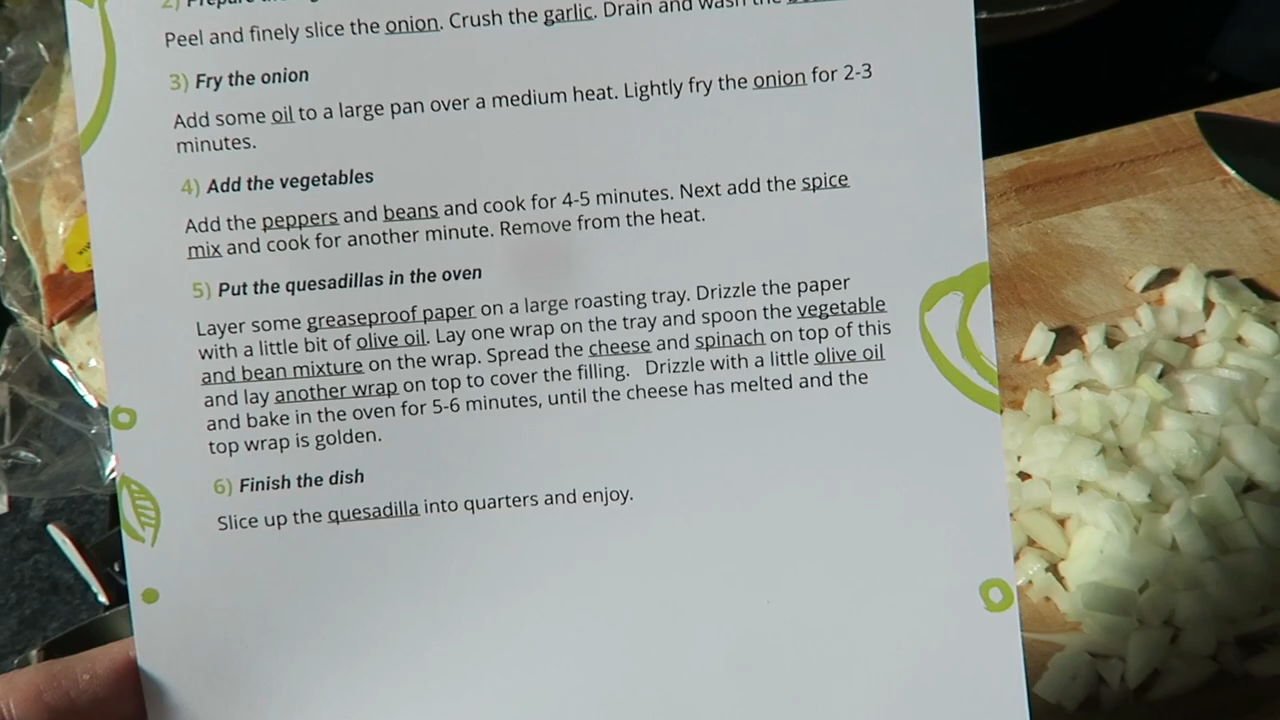 2) Prepare the
Peel and finely slice the onion. Crush the garlic. Drain and wash the
3) Fry the onion
Add some oil to a large pan over a medium heat. Lightly fry the onion for 2-3
minutes.
4) Add the vegetables
Add the peppers and beans and cook for 4-5 minutes. Next add the spice
mix and cook for another minute. Remove from the heat.
5) Put the quesadillas in the oven
Layer some greaseproof paper on a large roasting tray. Drizzle the paper
with a little bit of olive oil. Lay one wrap on the tray and spoon the vegetable
and bean mixture on the wrap. Spread the cheese and spinach on top of this
and lay another wrap on top to cover the filling. Drizzle with a little olive oil
and bake in the oven for 5-6 minutes, until the cheese has melted and the
top wrap is golden.
6) Finish the dish
Slice up the quesadilla into quarters and enjoy.